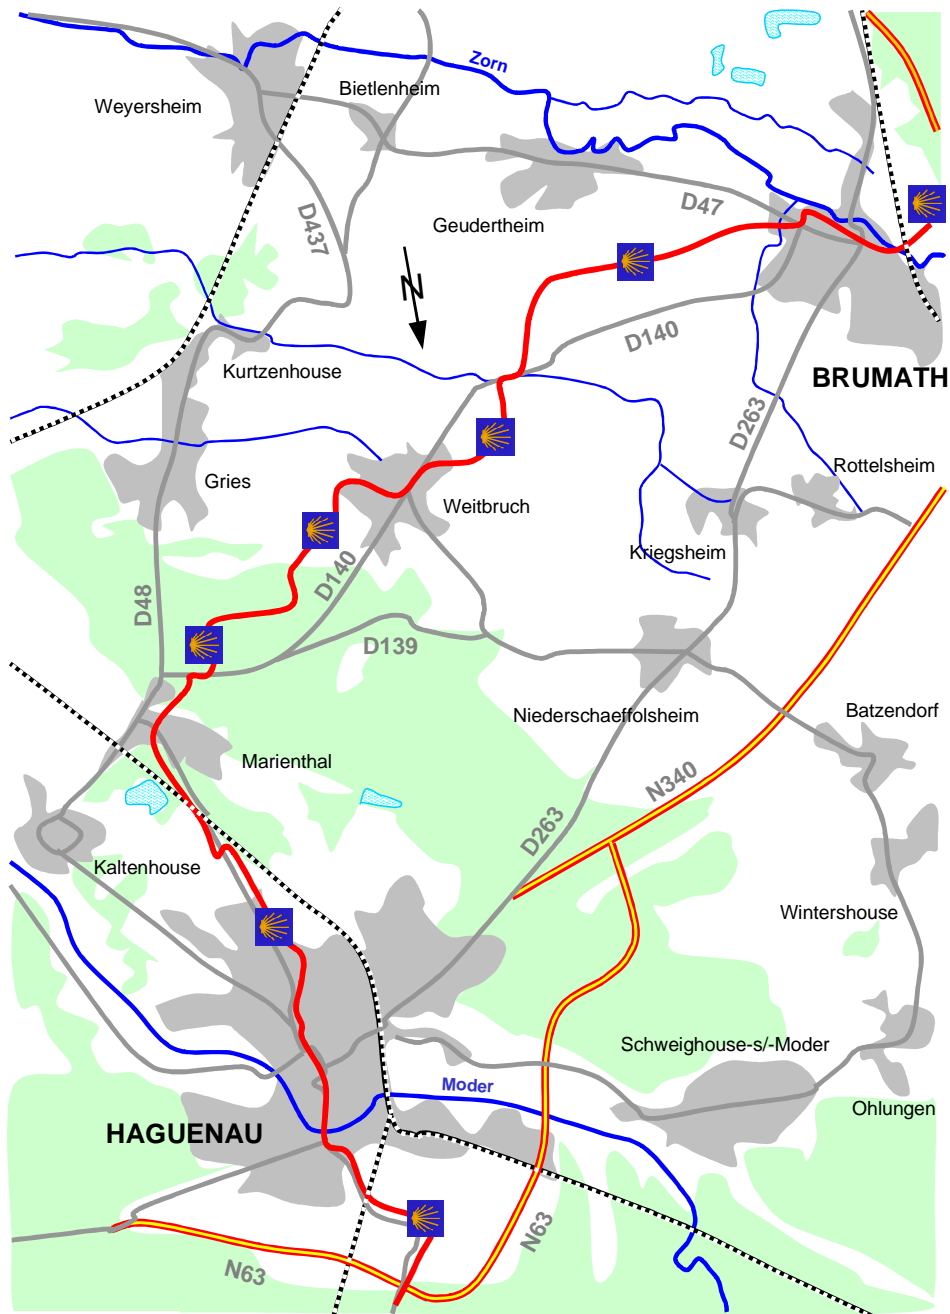 Zorn
Bietlenheim
Weyersheim
D47
D437
Geudertheim
N
D140
Kurtzenhouse
BRUMATH
D263
Rottelsheim
Gries
Weitbruch
Kriegsheim
D140
D48
D139
Niederschaeffolsheim
Batzendorf
Marienthal
N340
D263
Kaltenhouse
Wintershouse
Schweighouse-s/-Moder
Moder
Ohlungen
HAGUENAU
N63
N63